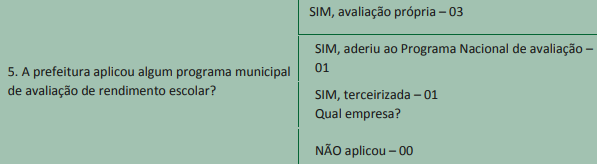 5. A prefeitura aplicou algum programa municipal
de avaliação de rendimento escolar?
SIM, avaliação própria – 03
SIM, aderiu ao Programa Nacional de avaliação –
01
SIM, terceirizada – 01
Qual empresa?
NÃO aplicou – 00